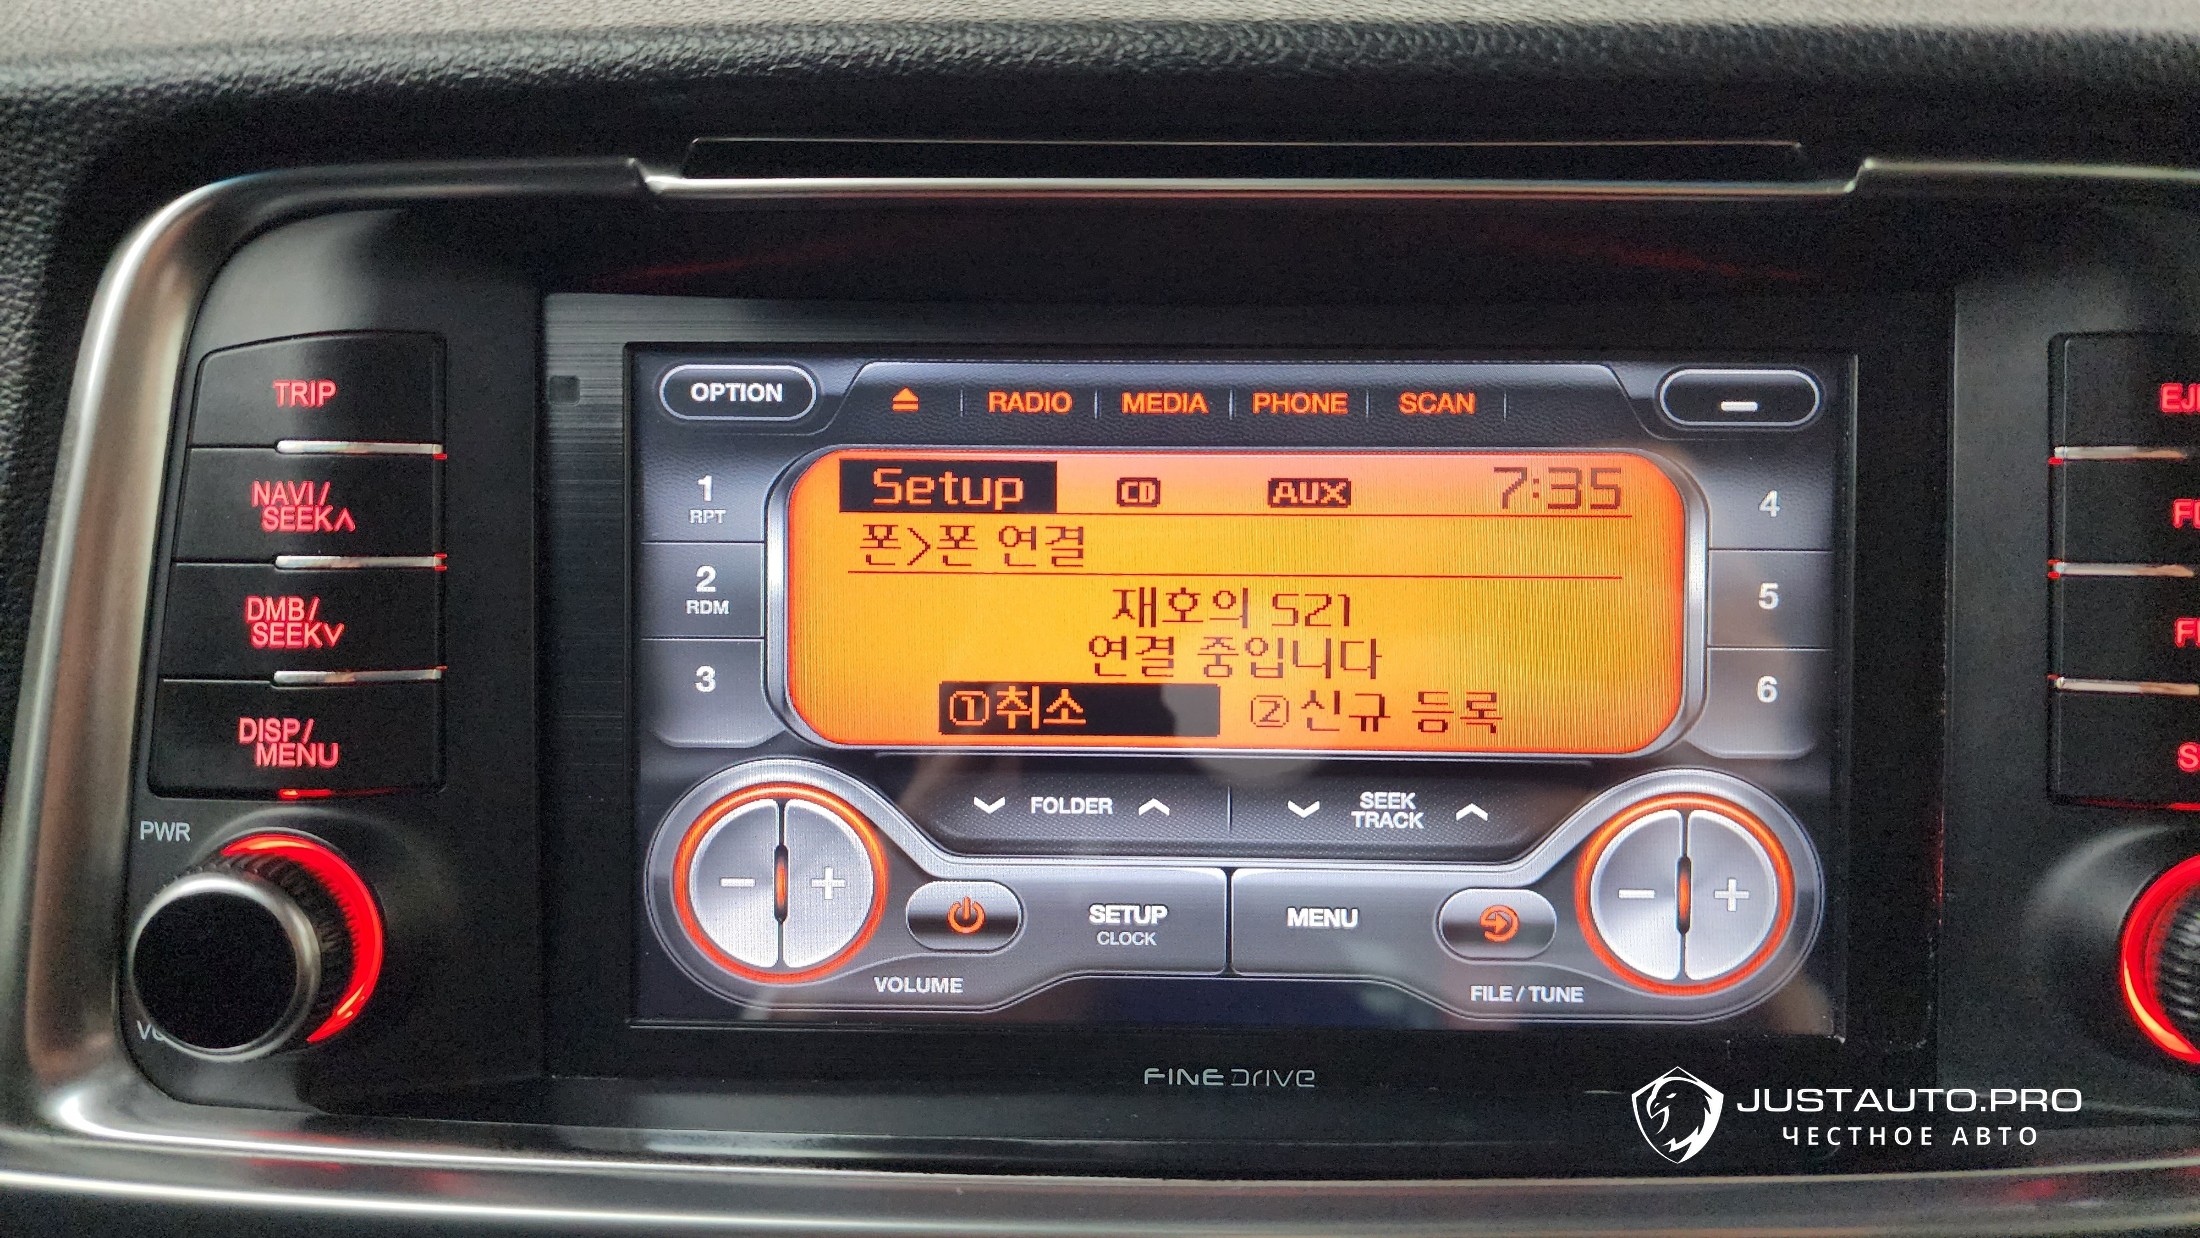 TRIP
NAVI/
SEEK∧
DMB/
SEEK∨
DISP/
MENU
PWR
OPTION
RADIO
MEDIA
PHONE
SCAN
1
RPT
2
RDM
3
Setup CD AUX 7:35
폰>폰 연결
재호의 S21
연결 중입니다
①취소 ②신규 등록
4
5
6
FOLDER
SEEK
TRACK
SETUP
CLOCK
MENU
VOLUME
FILE / TUNE
FINEDRIVE
JUSTAUTO.PRO
ЧЕСТНОЕ АВТО